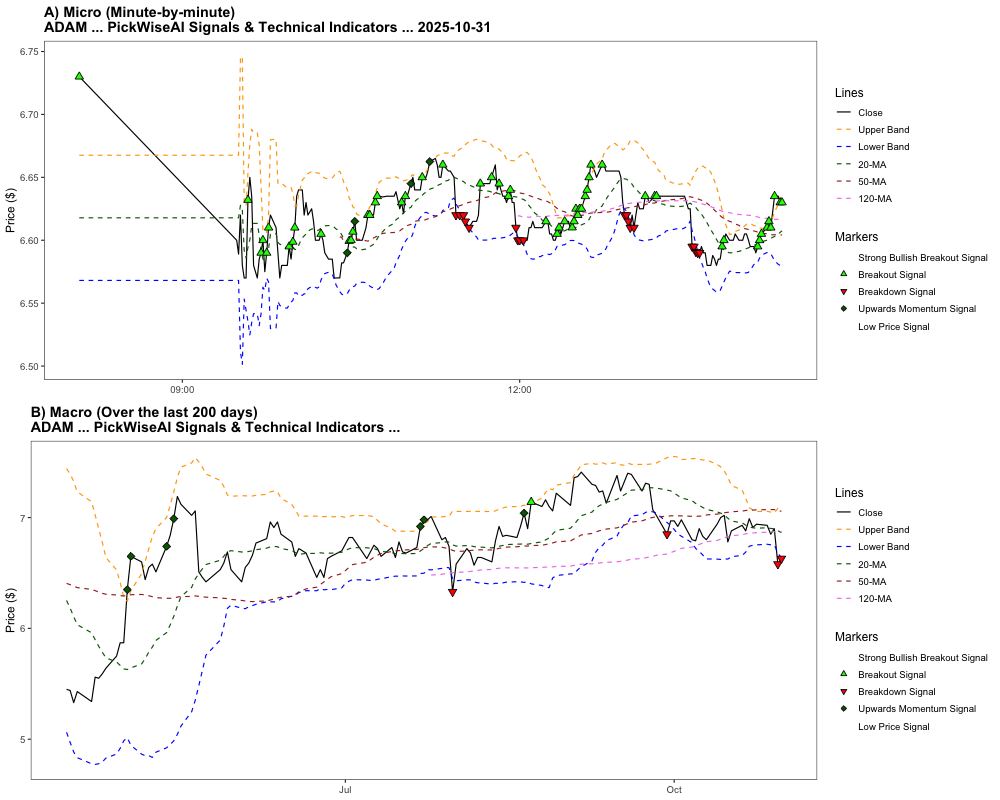 A) Micro (Minute-by-minute)
ADAM ... PickWiseAI Signals & Technical Indicators ... 2025-10-31
Price ($)
6.75
6.70
6.65
6.60
6.55
6.50
09:00
12:00
Lines
Close
Upper Band
Lower Band
20-MA
50-MA
120-MA
Markers
Strong Bullish Breakout Signal
Breakout Signal
Breakdown Signal
Upwards Momentum Signal
Low Price Signal
B) Macro (Over the last 200 days)
ADAM ... PickWiseAI Signals & Technical Indicators ...
Price ($)
7
6
5
Jul
Oct
Lines
Close
Upper Band
Lower Band
20-MA
50-MA
120-MA
Markers
Strong Bullish Breakout Signal
Breakout Signal
Breakdown Signal
Upwards Momentum Signal
Low Price Signal